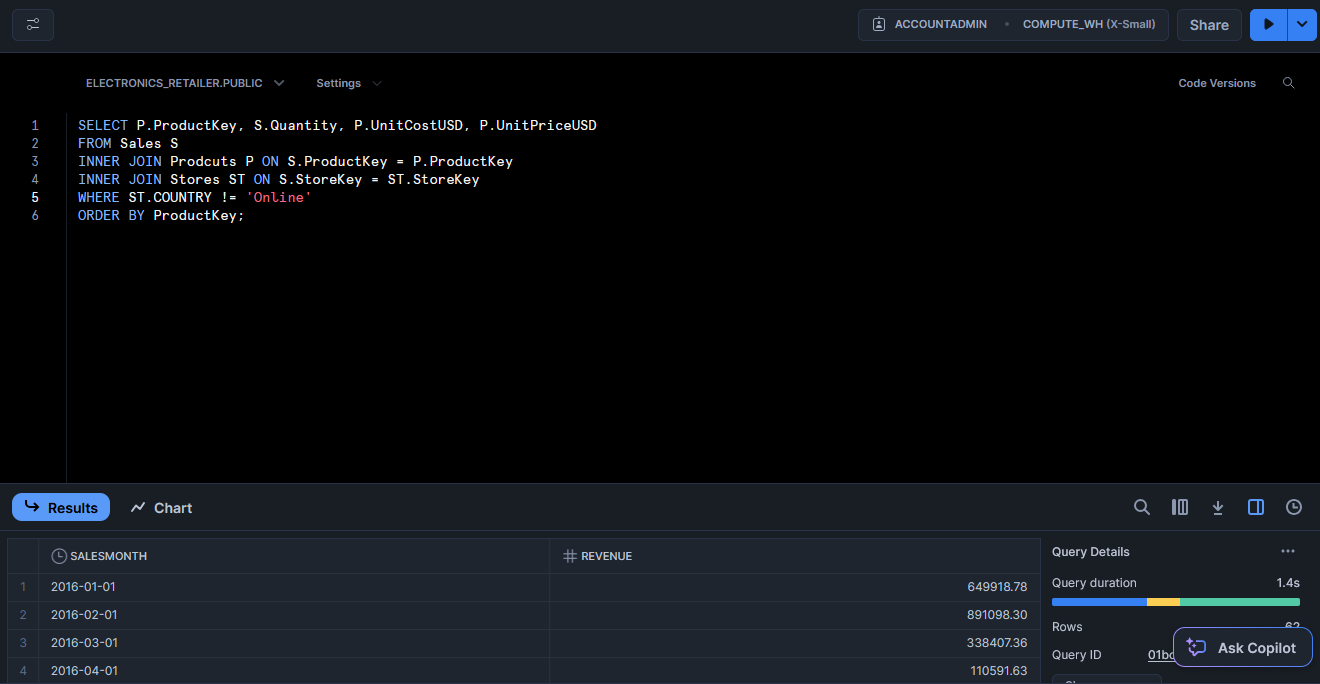 ACCOUNTADMIN • COMPUTE_WH (X-Small) Share
ELECTRONICS_RETAILER.PUBLIC Settings Code Versions
1 SELECT P.ProductKey, S.Quantity, P.UnitCostUSD, P.UnitPriceUSD
2 FROM Sales S
3 INNER JOIN Prodcuts P ON S.ProductKey = P.ProductKey
4 INNER JOIN Stores ST ON S.StoreKey = ST.StoreKey
5 WHERE ST.COUNTRY != 'Online'
6 ORDER BY ProductKey;
Results Chart
SALESMONTH REVENUE
1 2016-01-01 649918.78
2 2016-02-01 891098.30
3 2016-03-01 338407.36
4 2016-04-01 110591.63
Query Details
Query duration 1.4s
Rows 62
Query ID 01bc
Ask Copilot